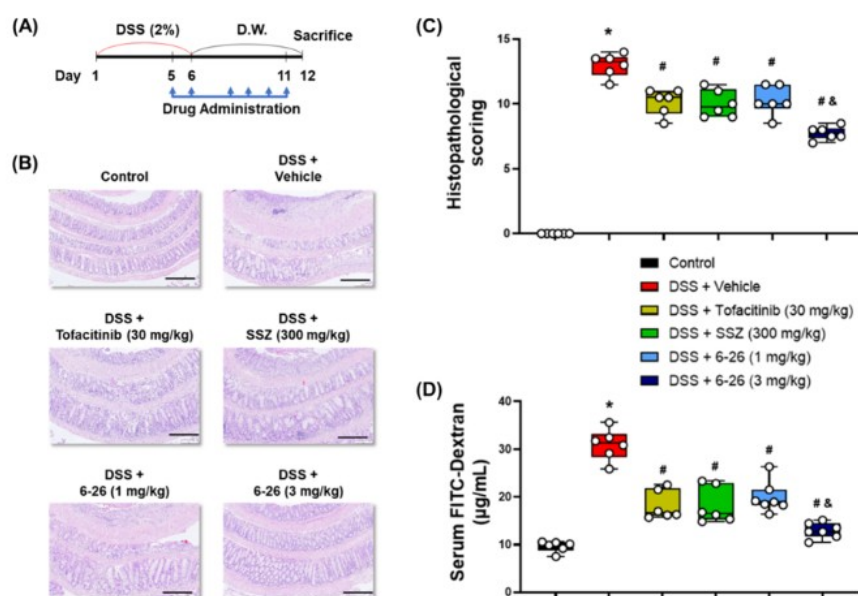 (A)
DSS (2%)
D.W.
Sacrifice
Day 1 5 6 11 12
Drug Administration
(B)
Control
DSS +
Vehicle
DSS +
Tofacitinib (30 mg/kg)
DSS +
SSZ (300 mg/kg)
DSS +
6-26 (1 mg/kg)
DSS +
6-26 (3 mg/kg)
(C)
Histopathological
scoring
15
10
5
0
*
#
#
#
# &
Control
DSS + Vehicle
DSS + Tofacitinib (30 mg/kg)
DSS + SSZ (300 mg/kg)
DSS + 6-26 (1 mg/kg)
DSS + 6-26 (3 mg/kg)
(D)
Serum FITC-Dextran
(µg/mL)
40
30
20
10
0
*
#
#
#
# &